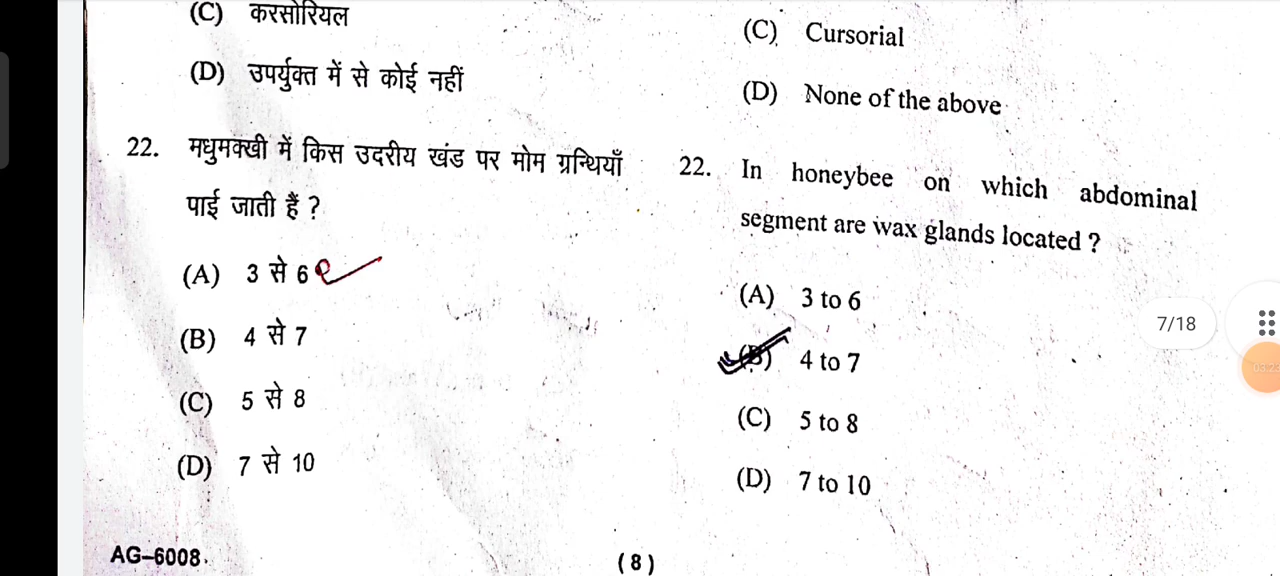 (C) करसोरियल
(D) उपर्युक्त में से कोई नहीं
22. मधुमक्खी में किस उदरीय खंड पर मोम ग्रन्थियाँ
पाई जाती हैं ?
(A) 3 से 6
(B) 4 से 7
(C) 5 से 8
(D) 7 से 10
(C) Cursorial
(D) None of the above
22. In honeybee on which abdominal
segment are wax glands located ?
(A) 3 to 6
(B) 4 to 7
(C) 5 to 8
(D) 7 to 10
7/18
03:23
AG-6008
(8)